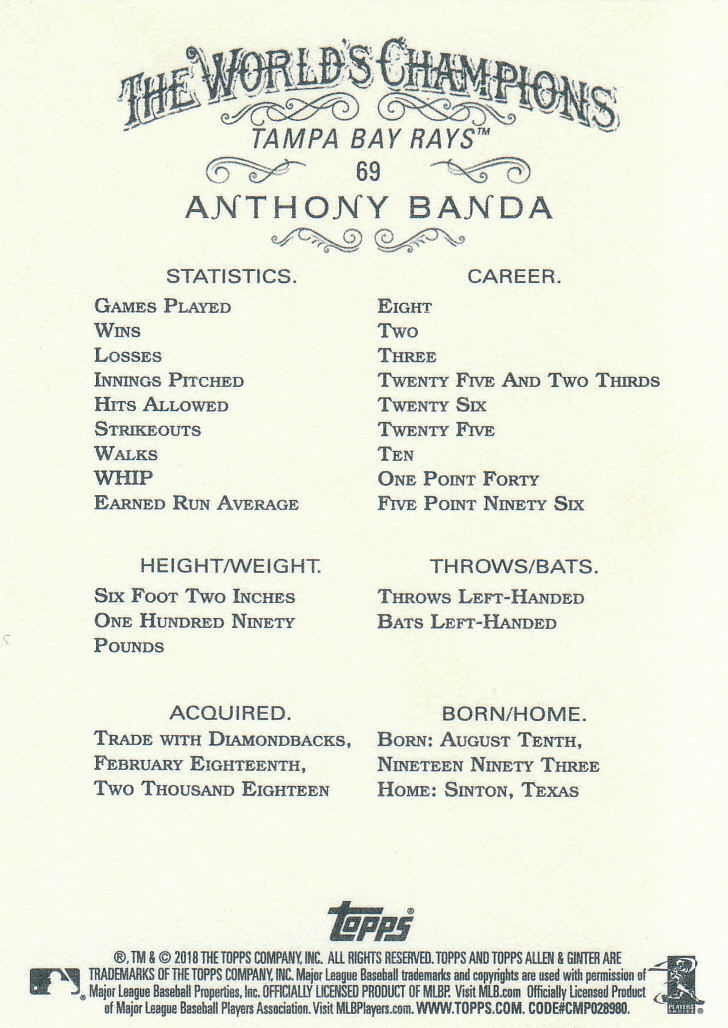 THE WORLD'S CHAMPIONS
TAMPA BAY RAYS™
69
ANTHONY BANDA
STATISTICS. CAREER.
GAMES PLAYED EIGHT
WINS TWO
LOSSES THREE
INNINGS PITCHED TWENTY FIVE AND TWO THIRDS
HITS ALLOWED TWENTY SIX
STRIKEOUTS TWENTY FIVE
WALKS TEN
WHIP ONE POINT FORTY
EARNED RUN AVERAGE FIVE POINT NINETY SIX
HEIGHT/WEIGHT. THROWS/BATS.
SIX FOOT TWO INCHES THROWS LEFT-HANDED
ONE HUNDRED NINETY BATS LEFT-HANDED
POUNDS
ACQUIRED. BORN/HOME.
TRADE WITH DIAMONDBACKS, BORN: AUGUST TENTH,
FEBRUARY EIGHTEENTH, NINETEEN NINETY THREE
TWO THOUSAND EIGHTEEN HOME: SINTON, TEXAS
Topps®
®, TM & © 2018 THE TOPPS COMPANY, INC. ALL RIGHTS RESERVED. TOPPS AND TOPPS ALLEN & GINTER ARE
TRADEMARKS OF THE TOPPS COMPANY, INC. Major League Baseball trademarks and copyrights are used with permission of
Major League Baseball Properties, Inc. OFFICIALLY LICENSED PRODUCT OF MLBP. Visit MLB.com Officially Licensed Product
of Major League Baseball Players Association. Visit MLBPlayers.com. WWW.TOPPS.COM. CODE#CMP028980.